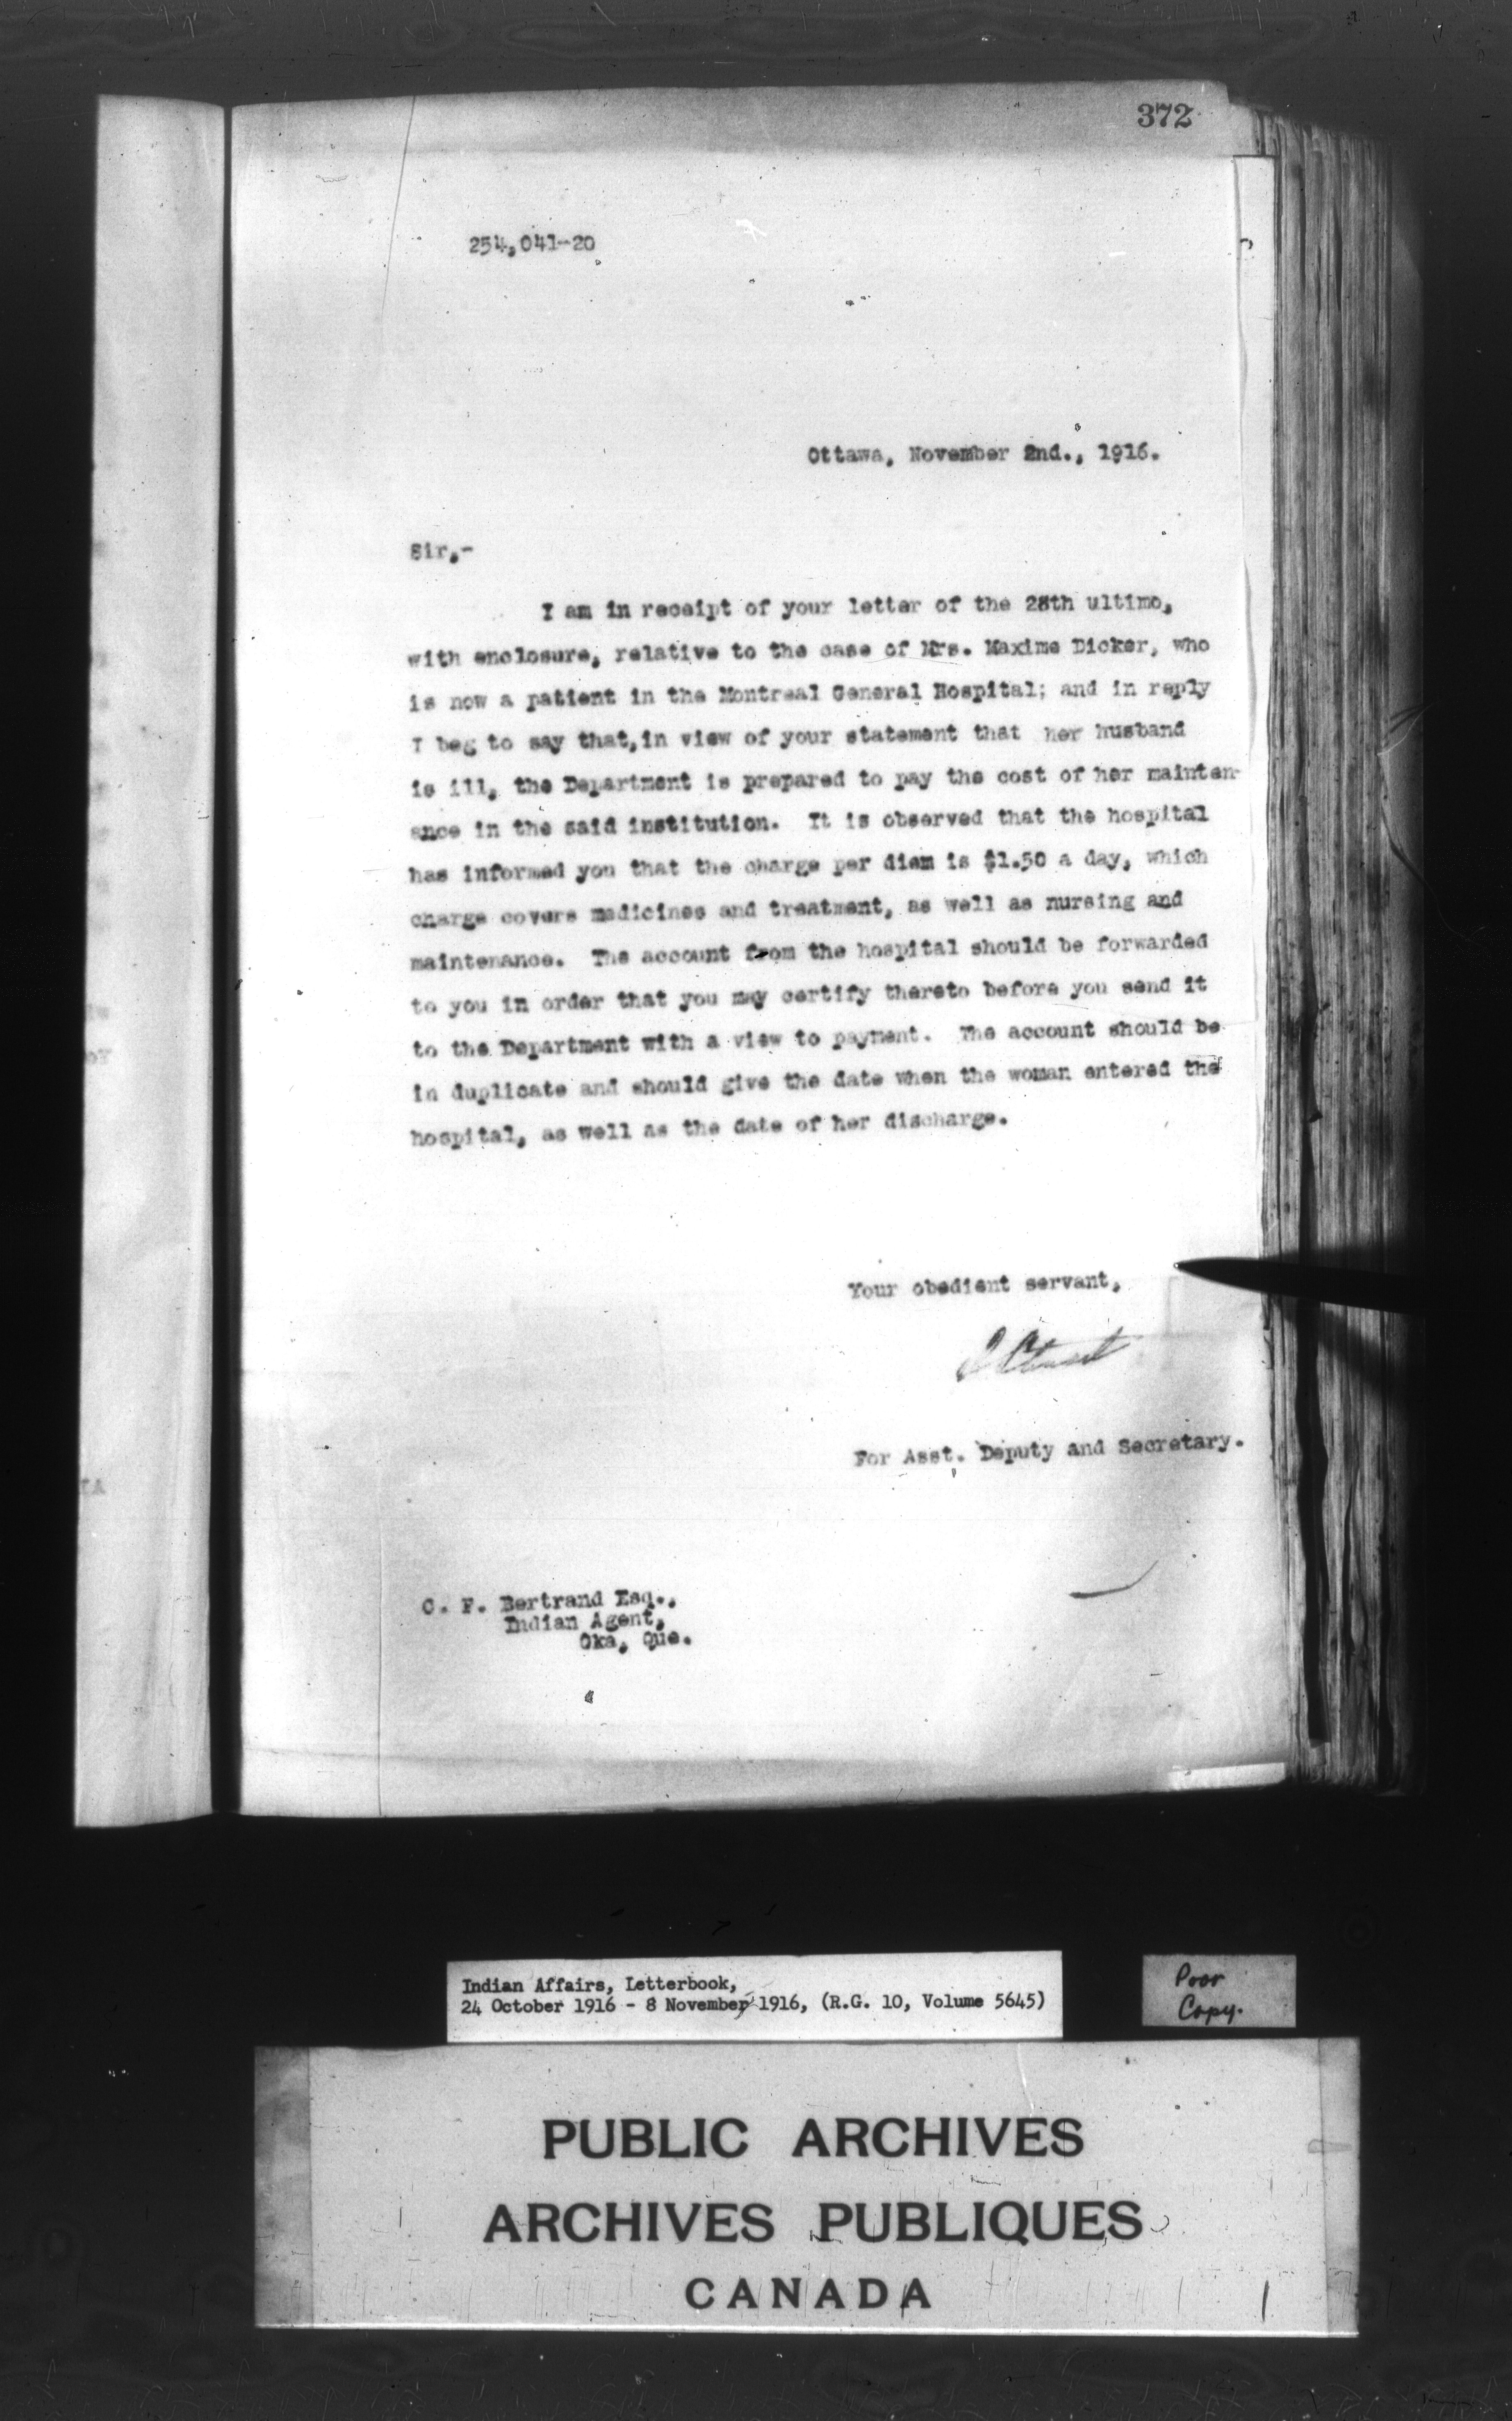 372
254,041-20
Ottawa, November 2nd., 1916.
Sir,-
I am in receipt of your letter of the 28th ultimo,
with enclosure, relative to the case of Mrs. Maxime Dicker, who
is now a patient in the Montreal General Hospital; and in reply
I beg to say that, in view of your statement that her husband
is ill, the Department is prepared to pay the cost of her mainten-
ance in the said institution. It is observed that the hospital
has informed you that the charge per diem is $1.50 a day, which
charge covers medicines and treatment, as well as nursing and
maintenance. The account from the hospital should be forwarded
to you in order that you may certify thereto before you send it
to the Department with a view to payment. The account should be
in duplicate and should give the date when the woman entered the
hospital, as well as the date of her discharge.
Your obedient servant,
For Asst. Deputy and Secretary.
C. F. Bertrand Esq.,
Indian Agent,
Oka, Que.
Indian Affairs, Letterbook,
24 October 1916 - 8 November 1916, (R.G. 10, Volume 5645)
Poor
Copy.
PUBLIC ARCHIVES
ARCHIVES PUBLIQUES
CANADA